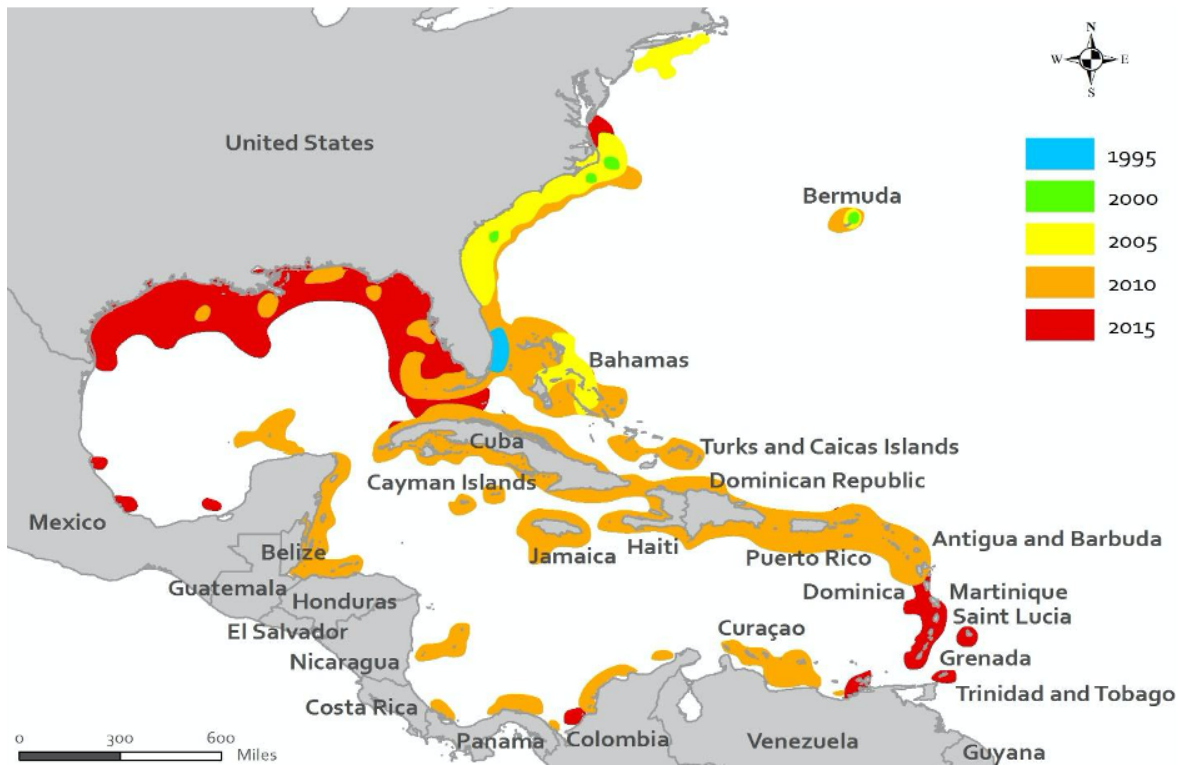 N
W E
S
United States
1995
2000
Bermuda
2005
2010
2015
Bahamas
Cuba
Turks and Caicas Islands
Cayman Islands
Dominican Republic
Mexico
Jamaica
Haiti
Puerto Rico
Antigua and Barbuda
Belize
Guatemala
Honduras
Dominica
Martinique
Saint Lucia
El Salvador
Curaçao
Nicaragua
Grenada
Trinidad and Tobago
Costa Rica
Panama
Colombia
Venezuela
Guyana
0 300 600
Miles